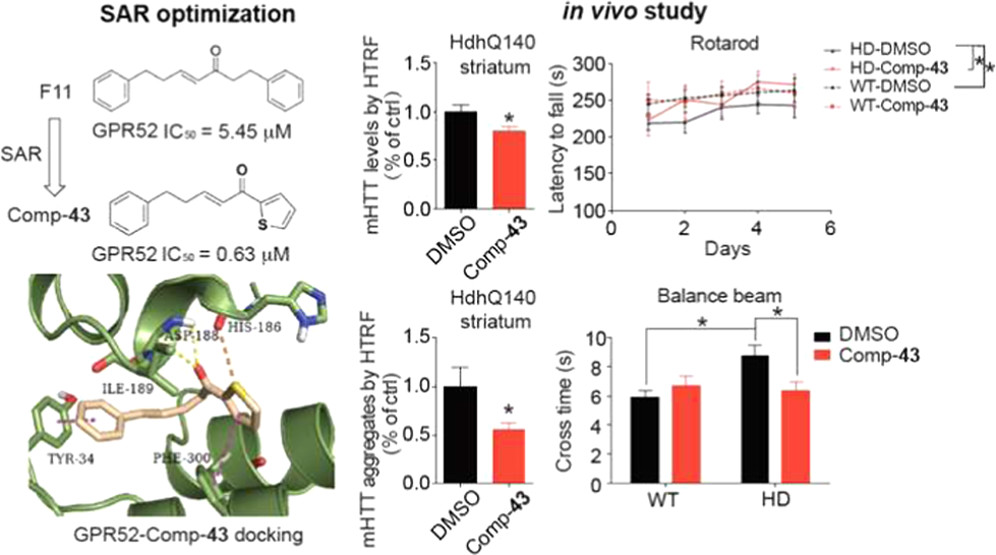 SAR optimization
F11
O
GPR52 IC₅₀ = 5.45 μM
SAR
Comp-43
O
S
GPR52 IC₅₀ = 0.63 μM
ASP-188
HIS-186
ILE-189
TYR-34
PHE-300
GPR52-Comp-43 docking
in vivo study
HdhQ140
striatum
mHTT levels by HTRF
(% of ctrl)
1.5
1.0
0.5
0.0
*
DMSO
Comp-43
Rotarod
Latency to fall (s)
300
250
200
150
100
0
2
4
6
Days
HD-DMSO
HD-Comp-43
WT-DMSO
WT-Comp-43
*
*
HdhQ140
striatum
mHTT aggregates by HTRF
(% of ctrl)
1.5
1.0
0.5
0.0
*
DMSO
Comp-43
Balance beam
Cross time (s)
10
8
6
4
2
0
*
*
WT
HD
DMSO
Comp-43